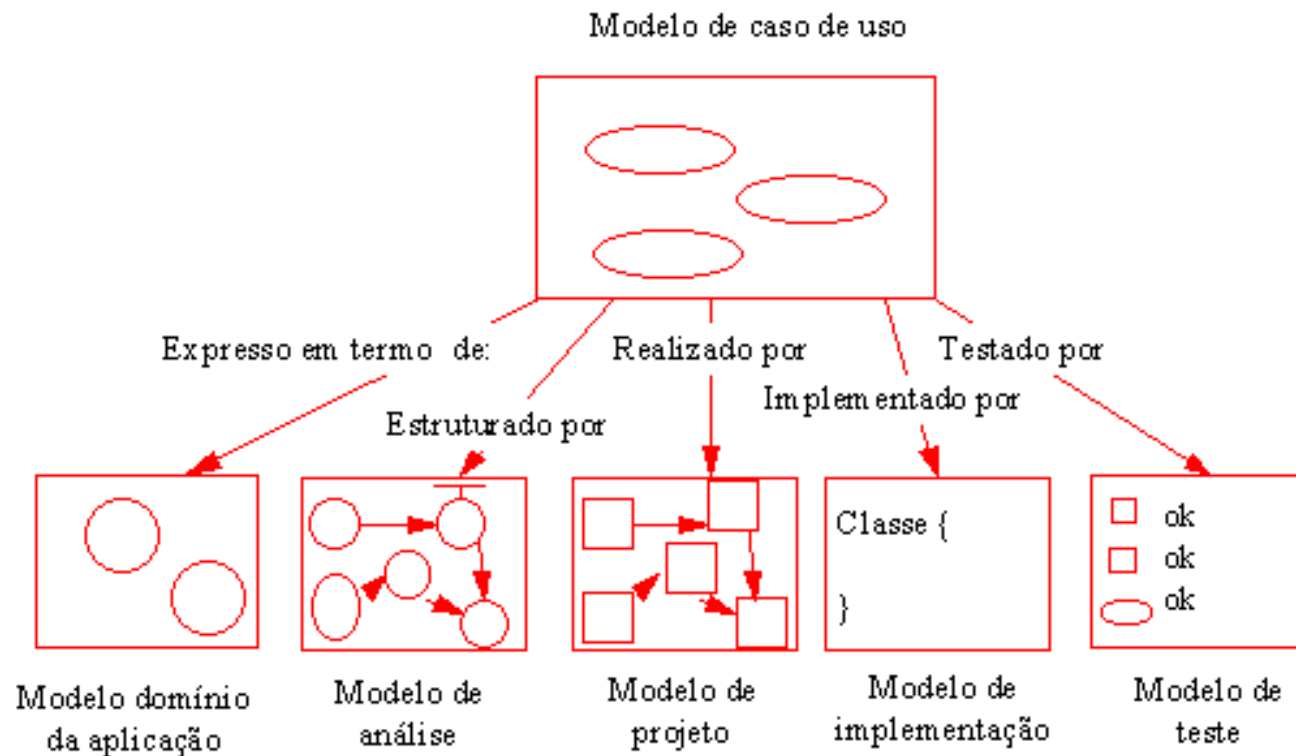 Modelo de caso de uso
Expresso em termo de:
Realizado por
Testado por
Implementado por
Estruturado por
Classe {
}
ok
ok
ok
Modelo domínio
da aplicação
Modelo de
análise
Modelo de
projeto
Modelo de
implementação
Modelo de
teste